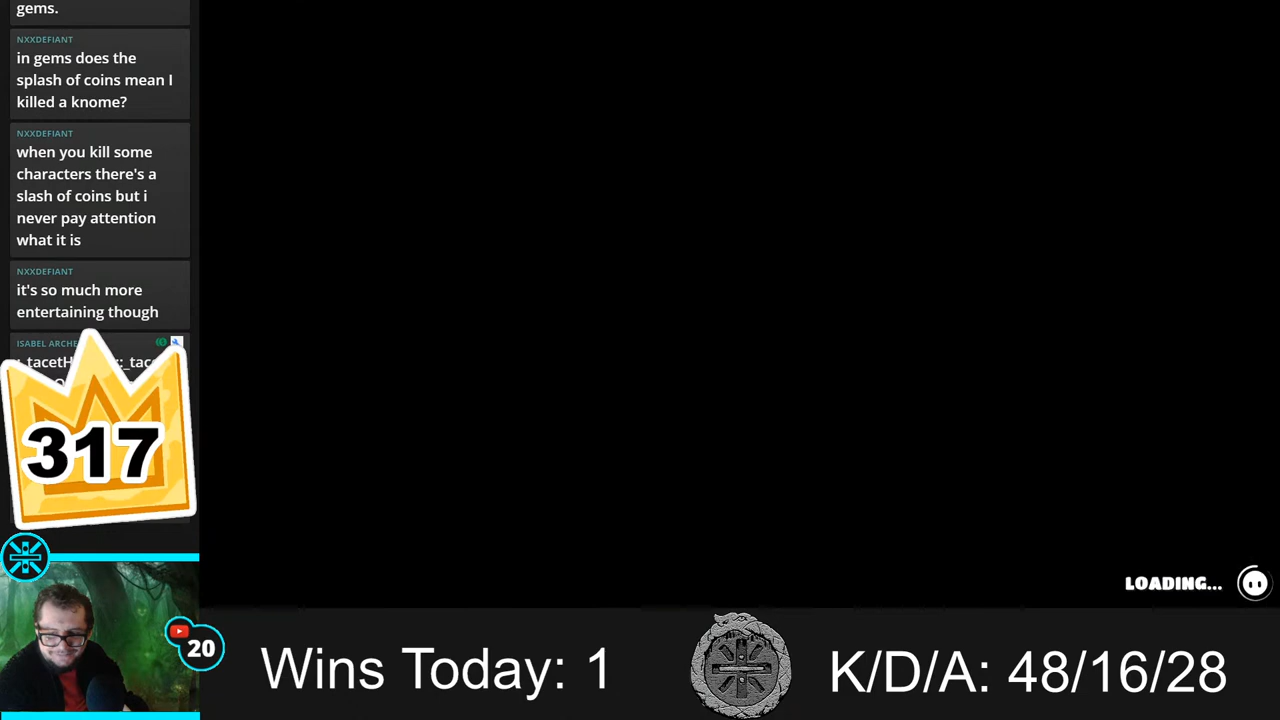 gems.
NXXDEFIANT
in gems does the
splash of coins mean I
killed a knome?
NXXDEFIANT
when you kill some
characters there's a
slash of coins but i
never pay attention
what it is
NXXDEFIANT
it's so much more
entertaining though
ISABEL ARCHE
317
20
LOADING...
Wins Today: 1
K/D/A: 48/16/28